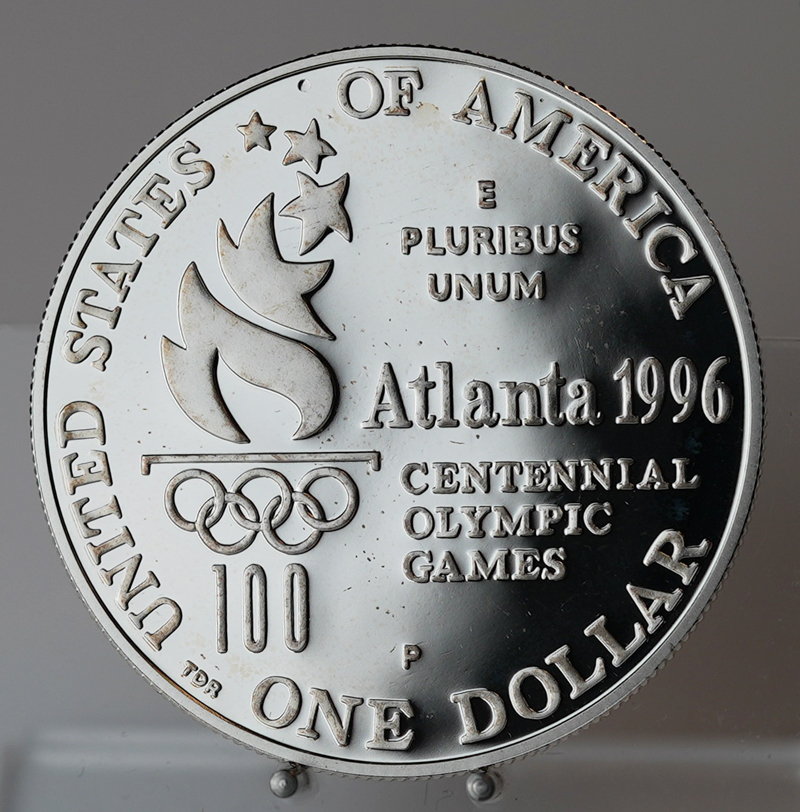 UNITED STATES OF AMERICA
E
PLURIBUS
UNUM
Atlanta 1996
CENTENNIAL
OLYMPIC
GAMES
100
P
TDR
ONE DOLLAR